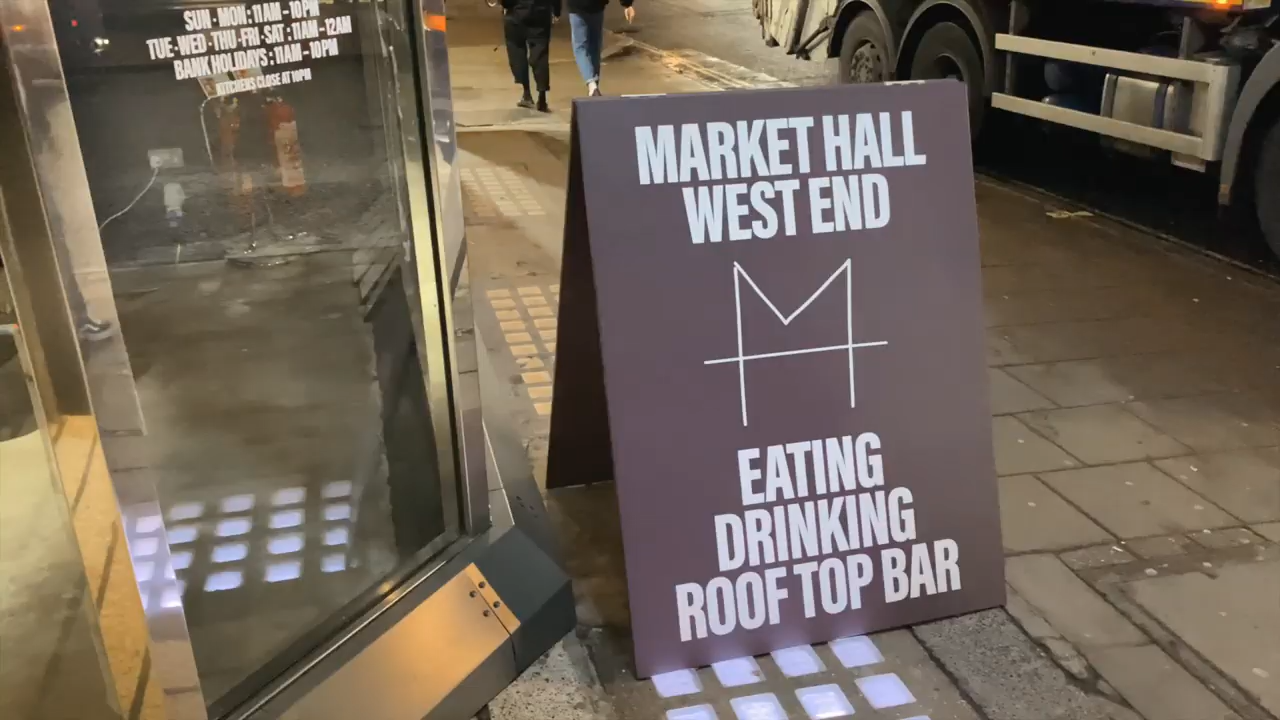 SUN - MON : 11AM - 10PM
TUE - WED - THU - FRI - SAT : 11AM - 12AM
BANK HOLIDAYS : 11AM - 10PM
KITCHENS CLOSE AT 10PM
MARKET HALL
WEST END
EATING
DRINKING
ROOF TOP BAR